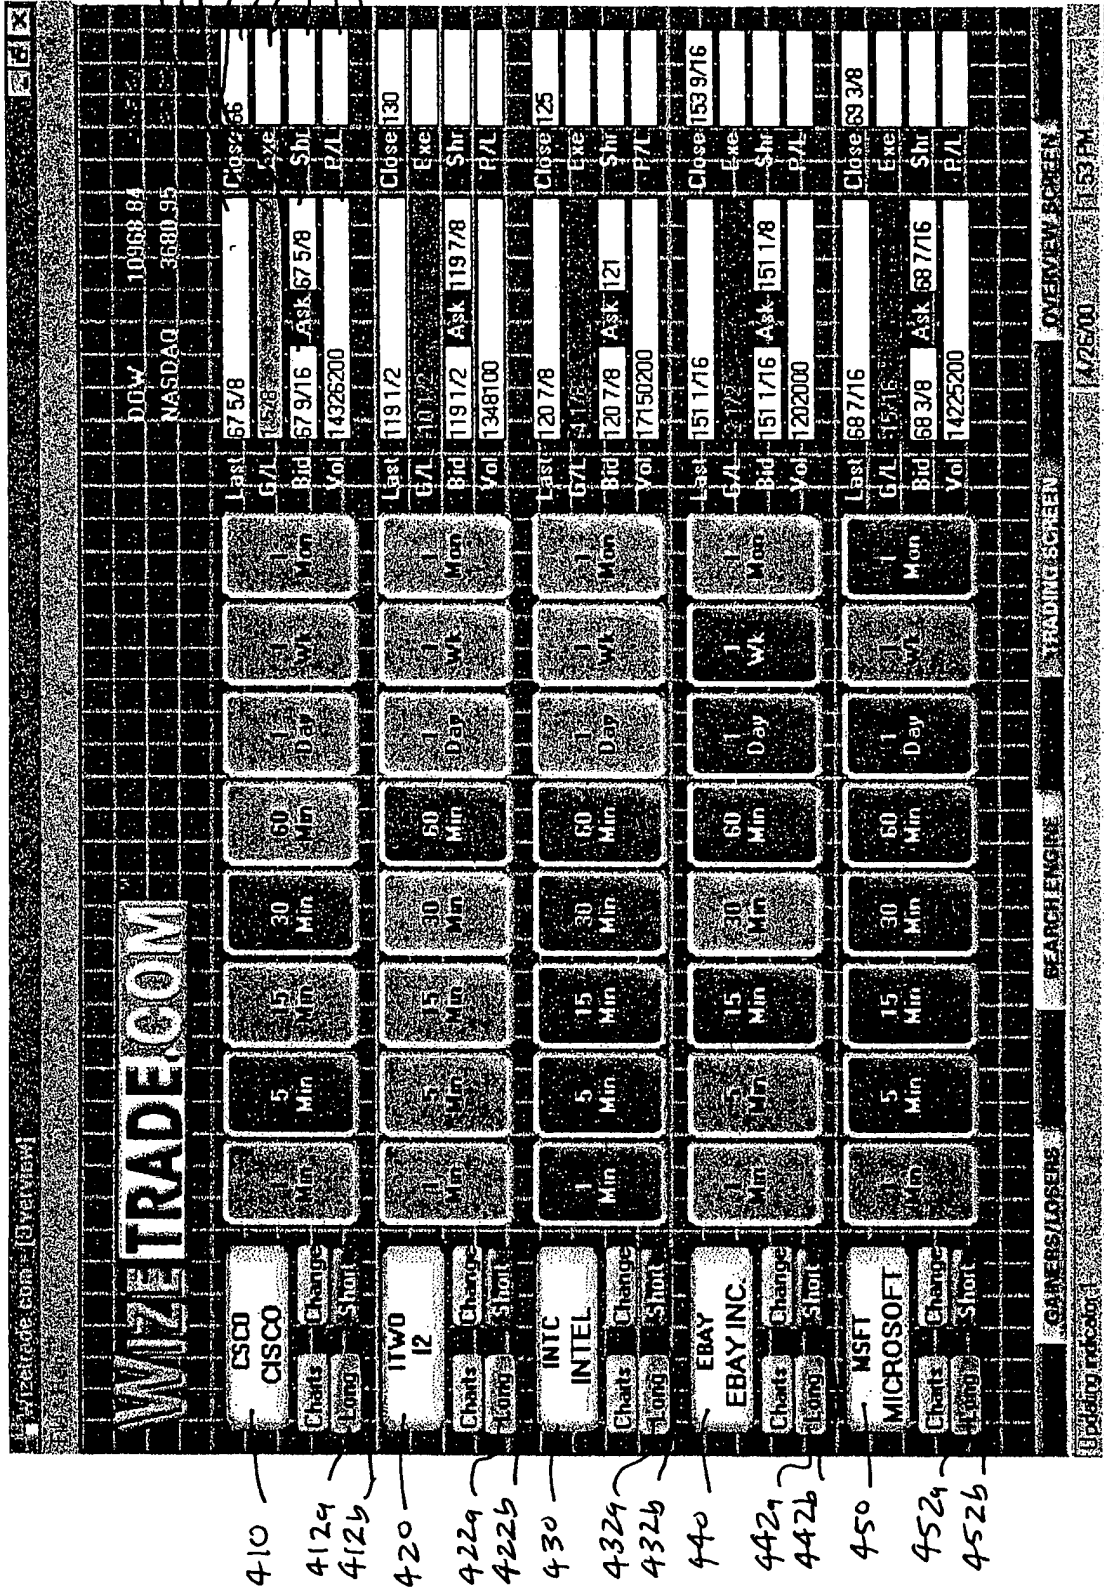 Wizetrade.com - [Overview]
WIZETRADE.COM
DOW 10968.84
NASDAQ 3680.95
410
CSCO
CISCO
Charts Change
Long Short
412a
412b
1 Min
5 Min
15 Min
30 Min
60 Min
1 Day
1 Wk
1 Mon
Last 67 5/8
G/L
Bid 67 9/16 Ask 67 5/8
Vol 14326200
Close 66
Exe
Shr
P/L
420
ITWO
I2
Charts Change
Long Short
422a
422b
1 Min
5 Min
15 Min
30 Min
60 Min
1 Day
1 Wk
1 Mon
Last 119 1/2
G/L -10 1/2
Bid 119 1/2 Ask 119 7/8
Vol 1348100
Close 130
Exe
Shr
P/L
430
INTC
INTEL
Charts Change
Long Short
432a
432b
1 Min
5 Min
15 Min
30 Min
60 Min
1 Day
1 Wk
1 Mon
Last 120 7/8
G/L
Bid 120 7/8 Ask 121
Vol 17150200
Close 125
Exe
Shr
P/L
440
EBAY
EBAY INC.
Charts Change
Long Short
442a
442b
1 Min
5 Min
15 Min
30 Min
60 Min
1 Day
1 Wk
1 Mon
Last 151 1/16
G/L
Bid 151 1/16 Ask 151 1/8
Vol 1202000
Close 153 9/16
Exe
Shr
P/L
450
MSFT
MICROSOFT
Charts Change
Long Short
452a
452b
1 Min
5 Min
15 Min
30 Min
60 Min
1 Day
1 Wk
1 Mon
Last 68 7/16
G/L
Bid 68 3/8 Ask 68 7/16
Vol 14225200
Close 69 3/8
Exe
Shr
P/L
GAINERS/LOSERS SEARCH ENGINE TRADING SCREEN OVERVIEW SCREEN
Updating indicator 4/26/00 1:53 PM